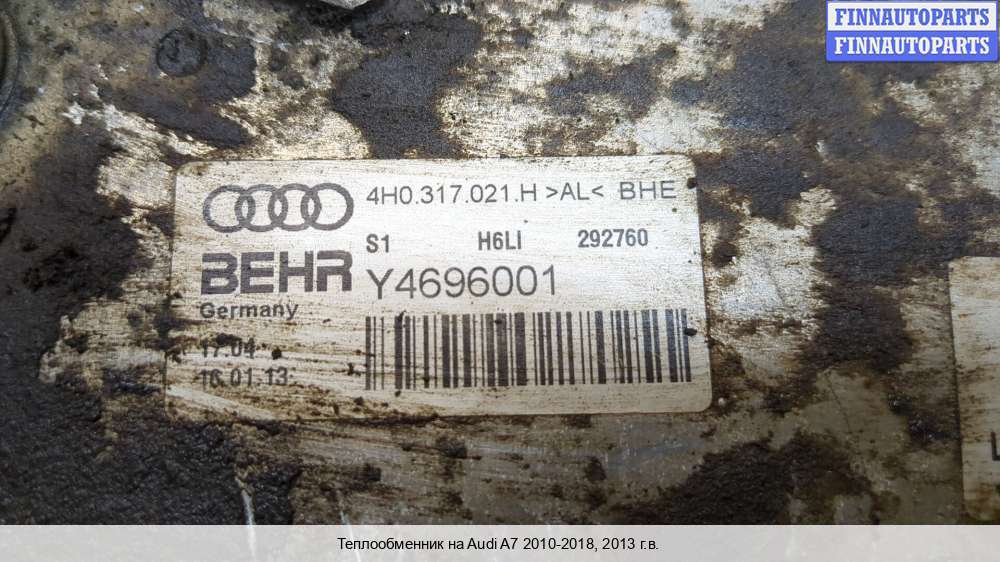 FINNAUTOPARTS
FINNAUTOPARTS
4H0.317.021.H >AL< BHE
S1 H6LI 292760
BEHR Y4696001
Germany
17:04
16.01.13
Теплообменник на Audi A7 2010-2018, 2013 г.в.